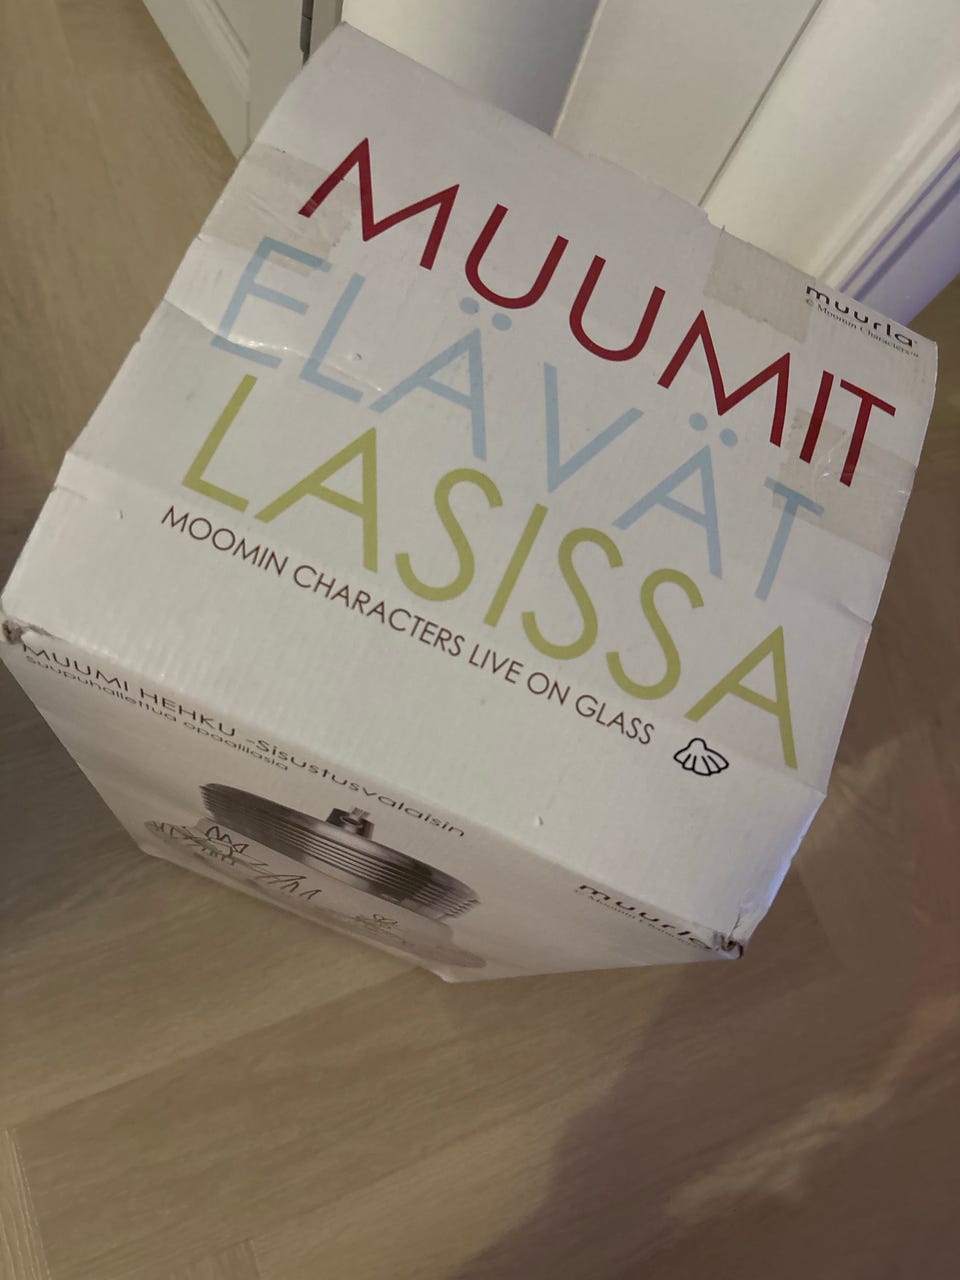 muurla
© Moomin Characters™
MUUMIT
ELÄVÄT
LASISSA
MOOMIN CHARACTERS LIVE ON GLASS
MUUMI HEHKU -Sisustusvalaisin
Suupuhallettua opaalilasia
muurla